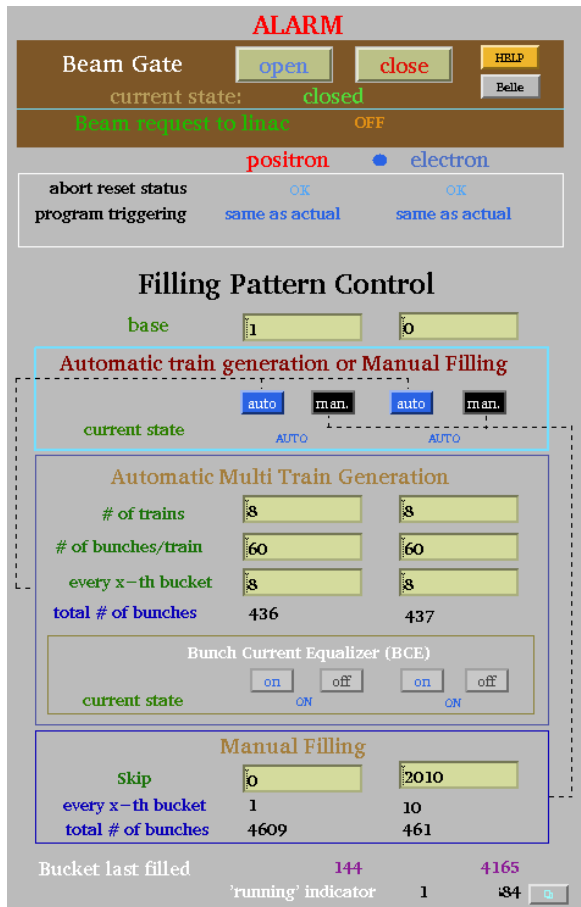 ALARM
Beam Gate open close HELP
current state: closed Belle
Beam request to linac OFF
positron electron
abort reset status OK OK
program triggering same as actual same as actual
Filling Pattern Control
base 1 0
Automatic train generation or Manual Filling
auto man. auto man.
current state AUTO AUTO
Automatic Multi Train Generation
# of trains 8 8
# of bunches/train 60 60
every x-th bucket 8 8
total # of bunches 436 437
Bunch Current Equalizer (BCE)
on off on off
current state ON ON
Manual Filling
Skip 0 2010
every x-th bucket 1 10
total # of bunches 4609 461
Bucket last filled 144 4165
'running' indicator 1